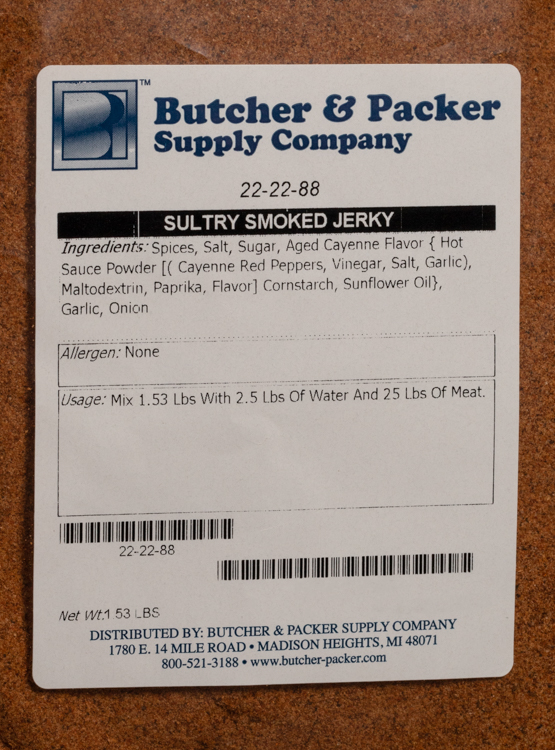 TM
Butcher & Packer
Supply Company
22-22-88
SULTRY SMOKED JERKY
Ingredients: Spices, Salt, Sugar, Aged Cayenne Flavor { Hot
Sauce Powder [( Cayenne Red Peppers, Vinegar, Salt, Garlic),
Maltodextrin, Paprika, Flavor] Cornstarch, Sunflower Oil},
Garlic, Onion
Allergen: None
Usage: Mix 1.53 Lbs With 2.5 Lbs Of Water And 25 Lbs Of Meat.
22-22-88
Net Wt.1.53 LBS
DISTRIBUTED BY: BUTCHER & PACKER SUPPLY COMPANY
1780 E. 14 MILE ROAD • MADISON HEIGHTS, MI 48071
800-521-3188 • www.butcher-packer.com